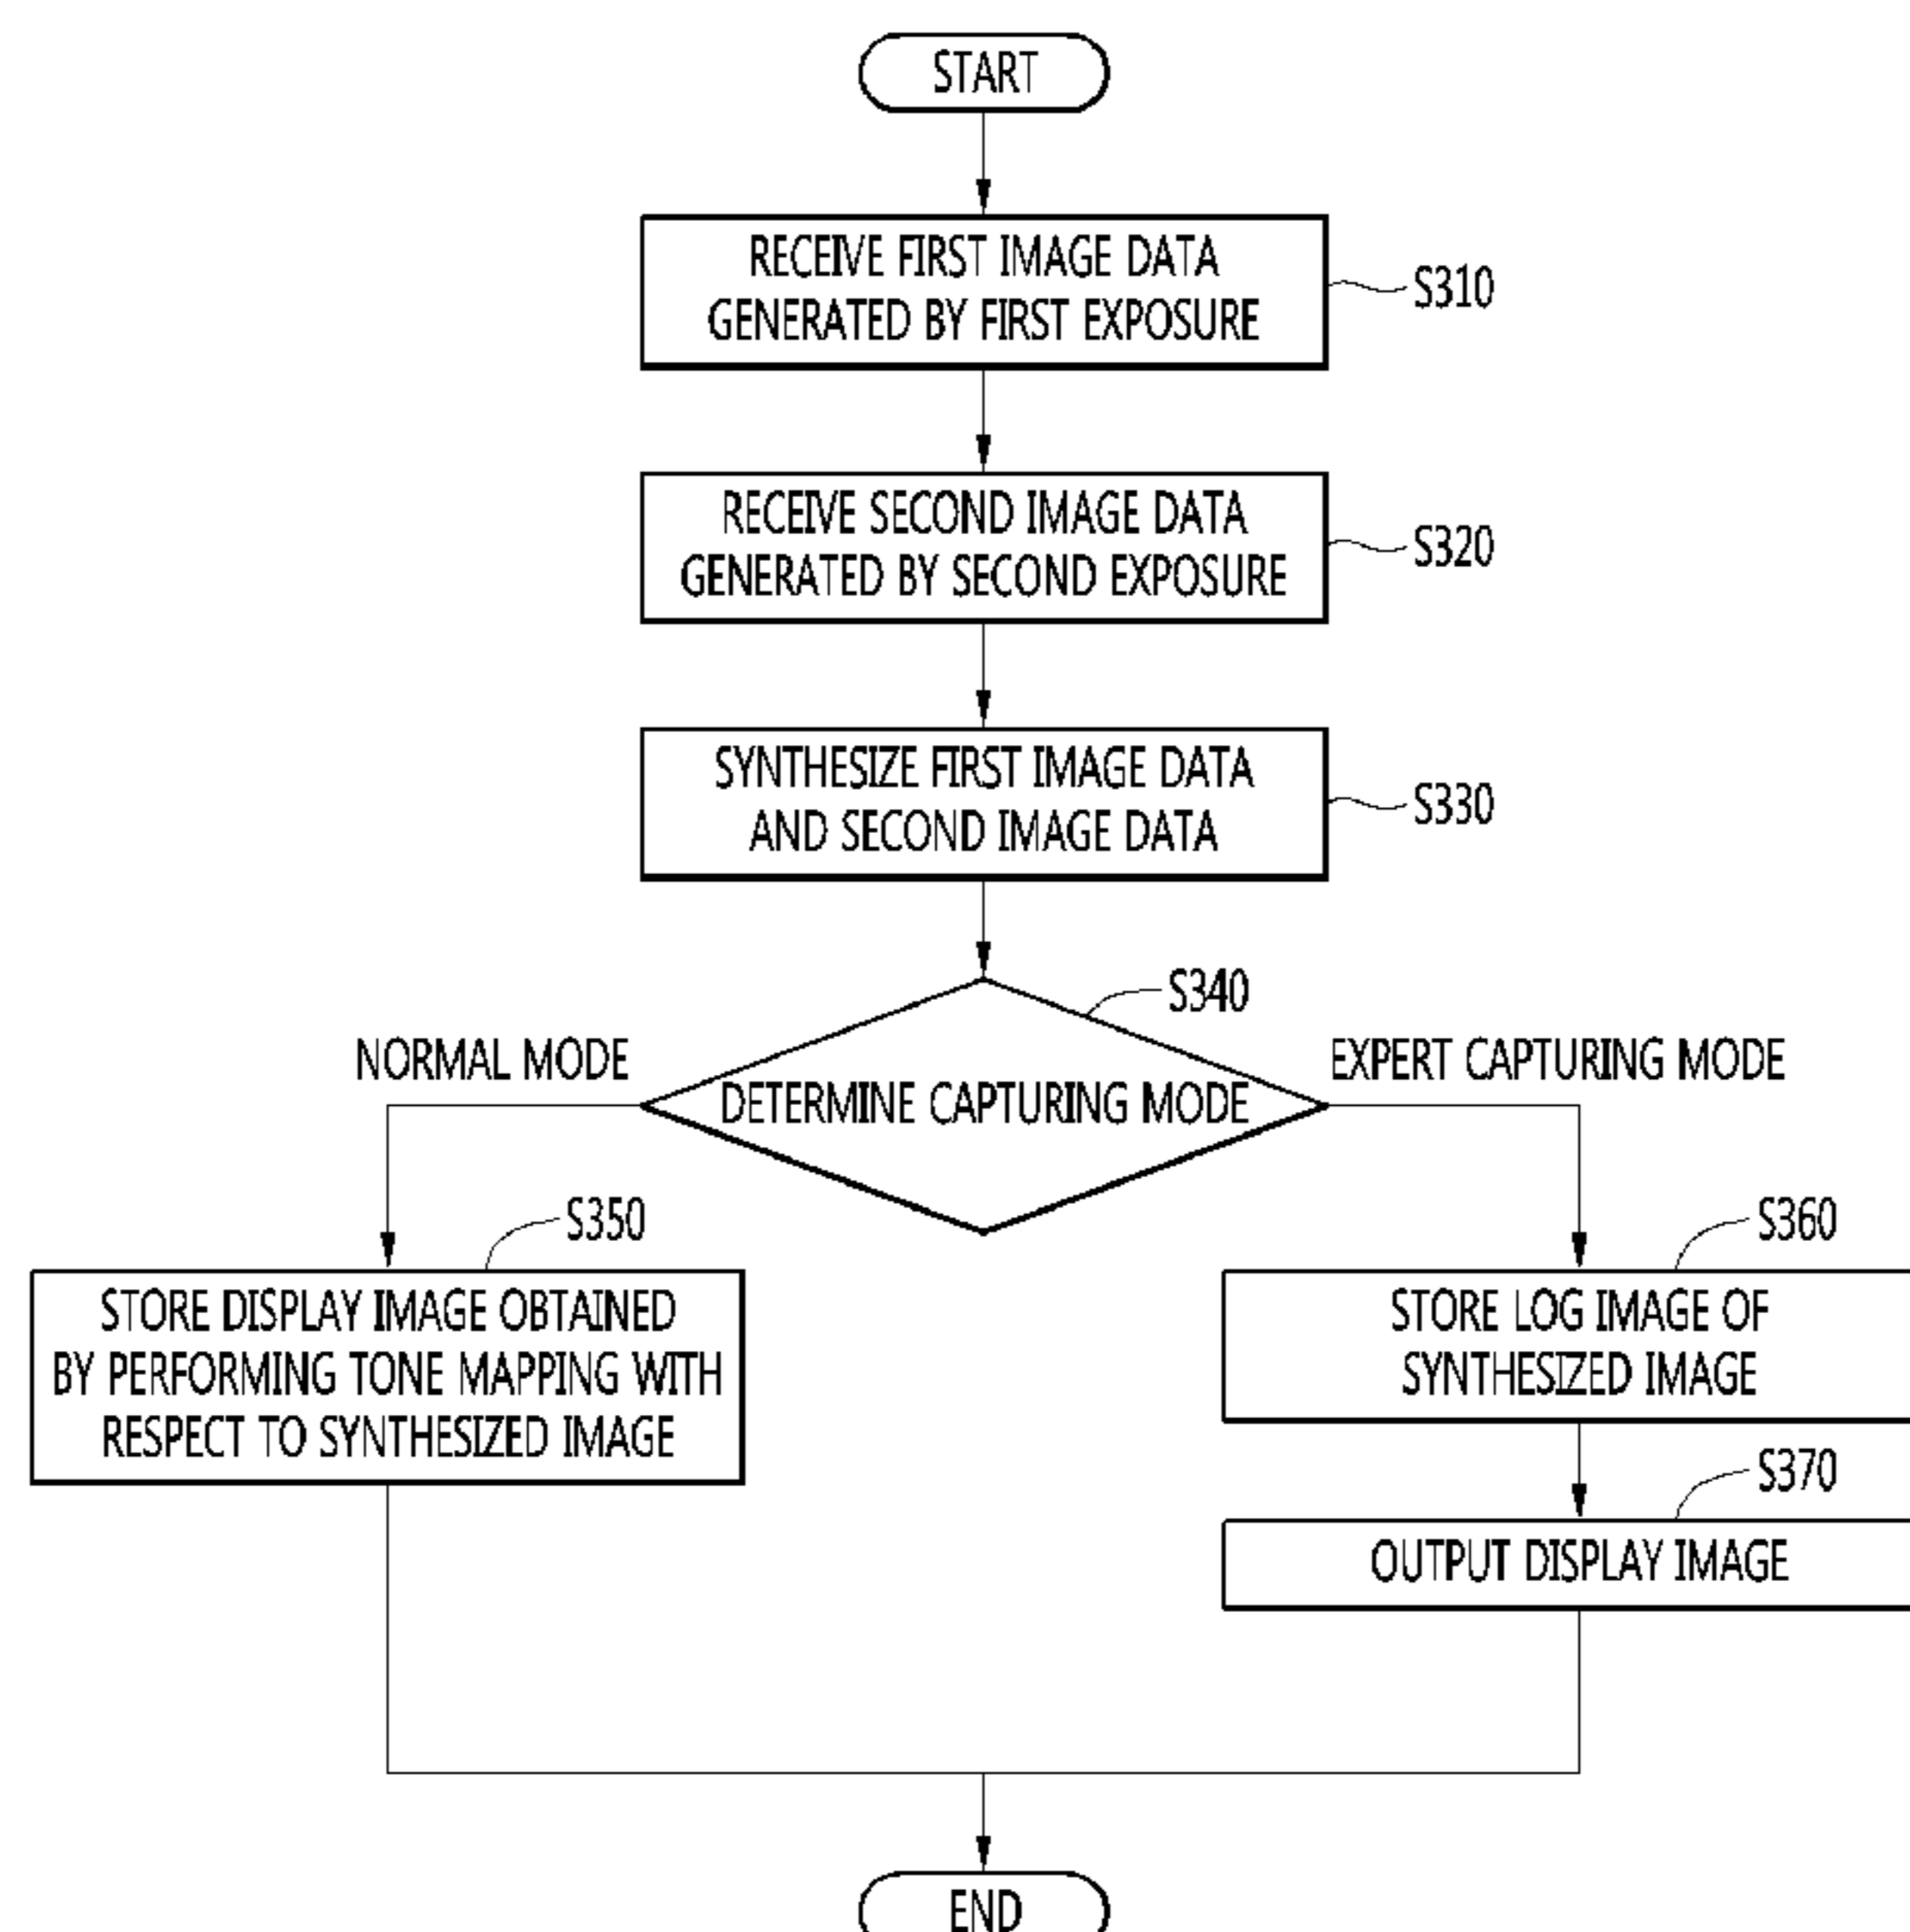 START
RECEIVE FIRST IMAGE DATA
GENERATED BY FIRST EXPOSURE
S310
RECEIVE SECOND IMAGE DATA
GENERATED BY SECOND EXPOSURE
S320
SYNTHESIZE FIRST IMAGE DATA
AND SECOND IMAGE DATA
S330
S340
NORMAL MODE
DETERMINE CAPTURING MODE
EXPERT CAPTURING MODE
S350
STORE DISPLAY IMAGE OBTAINED
BY PERFORMING TONE MAPPING WITH
RESPECT TO SYNTHESIZED IMAGE
S360
STORE LOG IMAGE OF
SYNTHESIZED IMAGE
S370
OUTPUT DISPLAY IMAGE
END